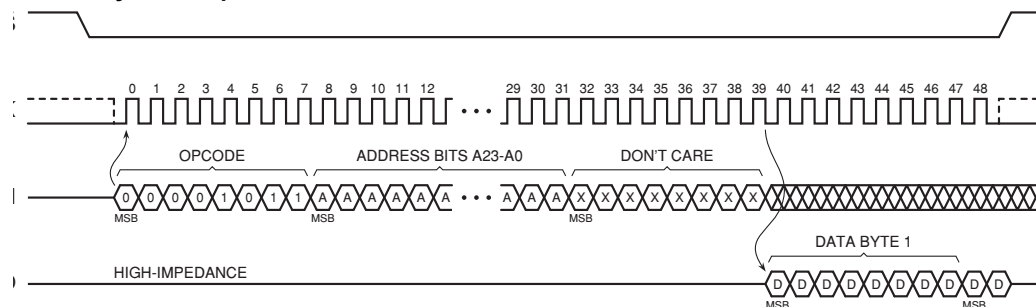 0 1 2 3 4 5 6 7 8 9 10 11 12 29 30 31 32 33 34 35 36 37 38 39 40 41 42 43 44 45 46 47 48
OPCODE ADDRESS BITS A23-A0 DON'T CARE
0 0 0 0 1 0 1 1 A A A A A A A A A X X X X X X X X
MSB MSB MSB
DATA BYTE 1
HIGH-IMPEDANCE
D D D D D D D D D D
MSB MSB